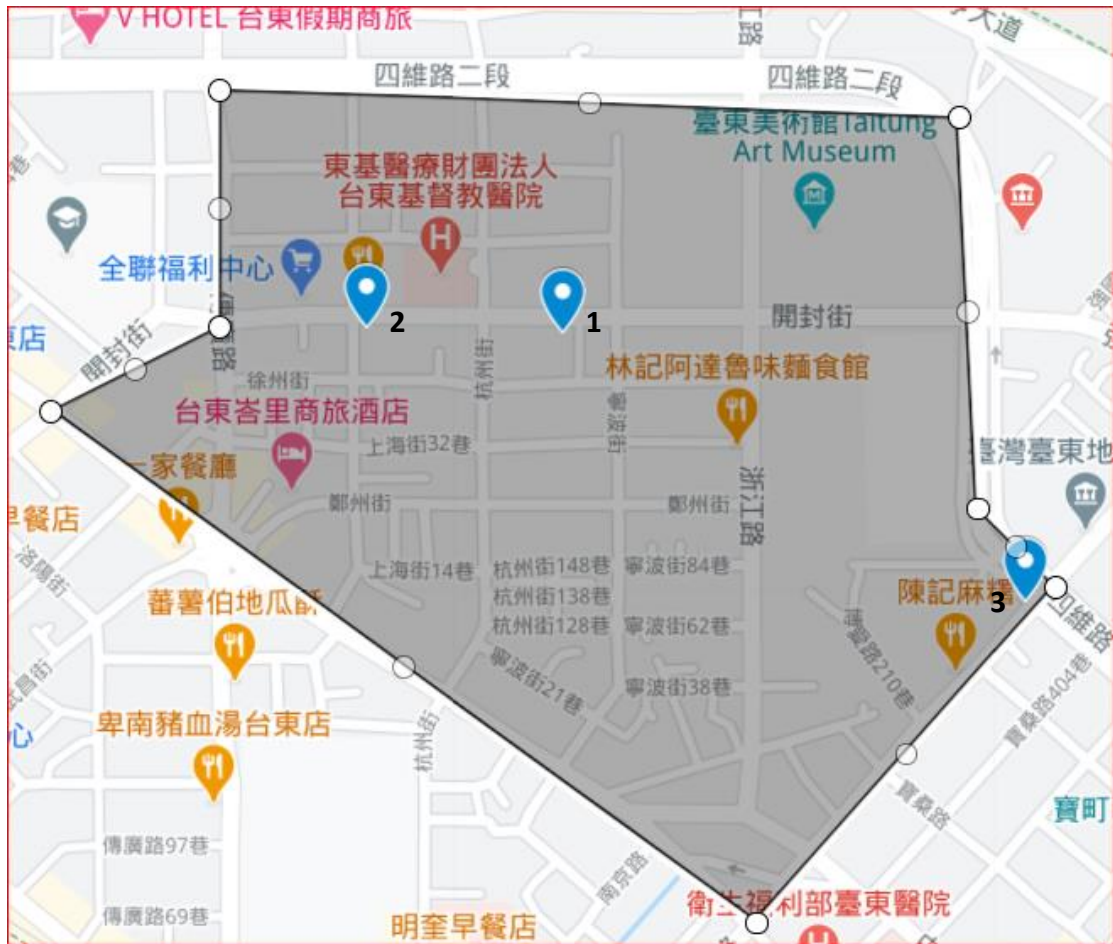 V HOTEL 台東假期商旅
四維路二段
四維路二段
臺東美術館Taitung
Art Museum
東基醫療財團法人
台東基督教醫院
全聯福利中心
2
1
開封街
開封街
杭州街
林記阿達魯味麵食館
徐州街
台東峇里商旅酒店
寧波街
上海街32巷
臺灣臺東地
一家餐廳
鄭州街
鄭州街
浙江路
早餐店
洛陽街
上海街14巷
杭州街148巷
寧波街84巷
蕃薯伯地瓜酥
杭州街138巷
陳記麻糬
3
四維路
杭州街128巷
寧波街62巷
博愛路210巷
寧波街21巷
寧波街38巷
武昌街
寶桑路404巷
卑南豬血湯台東店
杭州街
寶桑路
寶町
傳廣路97巷
南京路
衛生福利部臺東醫院
傳廣路69巷
明奎早餐店